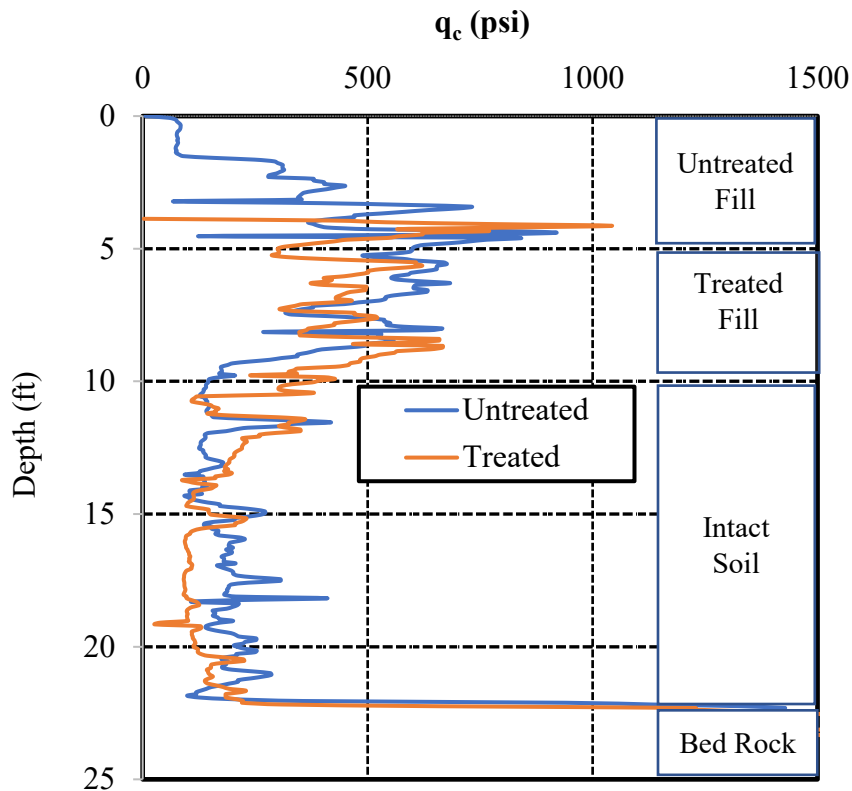 q_c (psi)
0 500 1000 1500
0
5
10
15
20
25
Depth (ft)
Untreated
Fill
Treated
Fill
Untreated
Treated
Intact
Soil
Bed Rock